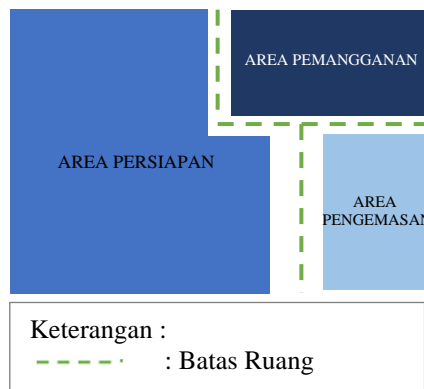 AREA PEMANGGANAN
AREA PERSIAPAN
AREA
PENGEMASAN
Keterangan :
: Batas Ruang